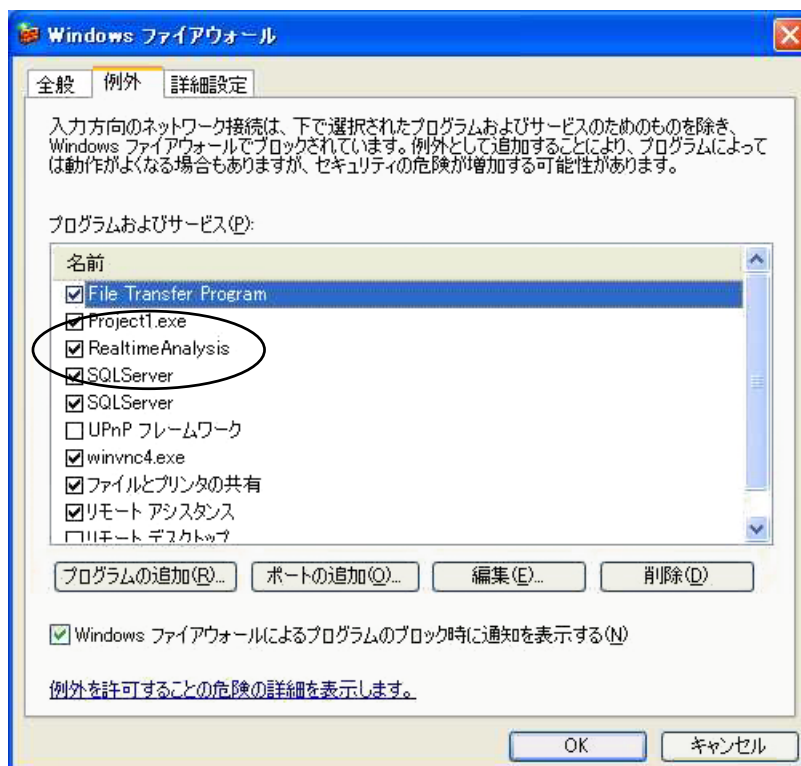 Windows ファイアウォール
全般 例外 詳細設定
入力方向のネットワーク接続は、下で選択されたプログラムおよびサービスのためのものを除き、
Windows ファイアウォールでブロックされています。例外として追加することにより、プログラムによって
は動作がよくなる場合もありますが、セキュリティの危険が増加する可能性があります。
プログラムおよびサービス(P):
名前
File Transfer Program
Project1.exe
RealtimeAnalysis
SQLServer
SQLServer
UPnP フレームワーク
winvnc4.exe
ファイルとプリンタの共有
リモート アシスタンス
リモート デスクトップ
プログラムの追加(R)... ポートの追加(O)... 編集(E)... 削除(D)
Windows ファイアウォールによるプログラムのブロック時に通知を表示する(N)
例外を許可することの危険の詳細を表示します。
OK キャンセル